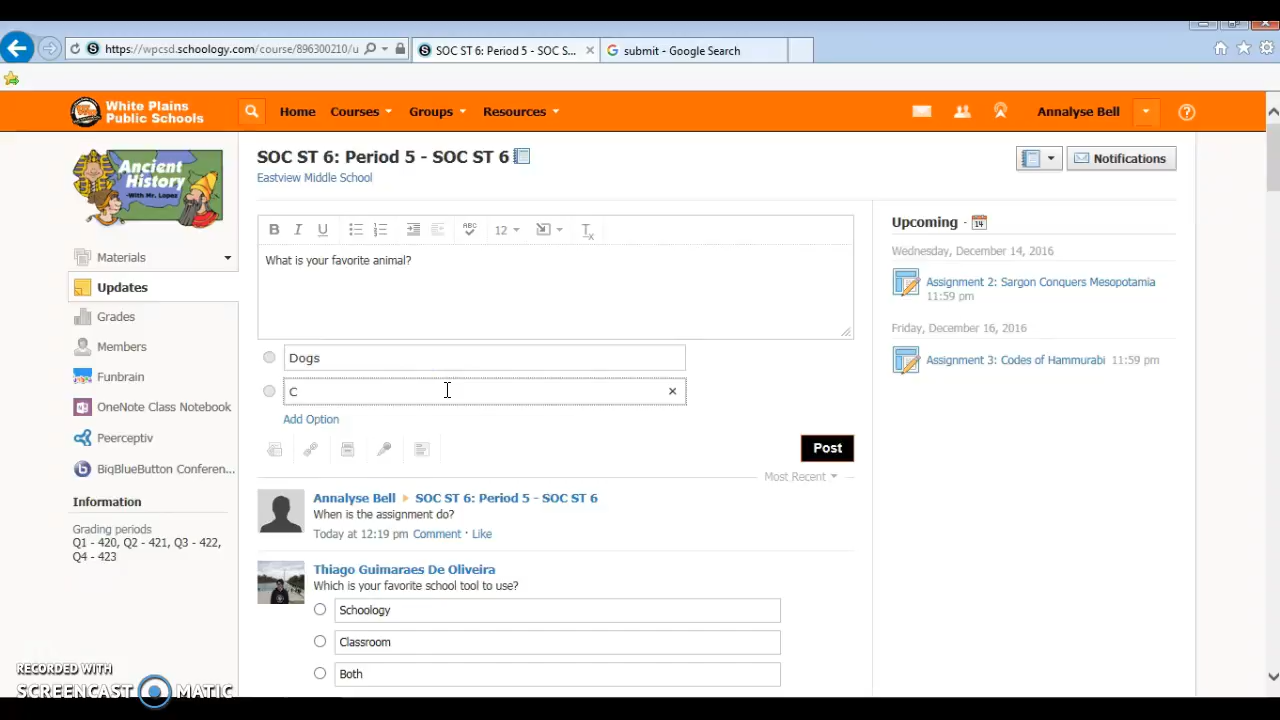 https://wpcsd.schoology.com/course/896300210/u
SOC ST 6: Period 5 - SOC S...
submit - Google Search
White Plains
Public Schools
Home
Courses
Groups
Resources
Annalyse Bell
Ancient
History
-With Mr. Lopez
SOC ST 6: Period 5 - SOC ST 6
Eastview Middle School
Notifications
Materials
Updates
Grades
Members
Funbrain
OneNote Class Notebook
Peerceptiv
BigBlueButton Conferen...
Information
Grading periods
Q1 - 420, Q2 - 421, Q3 - 422,
Q4 - 423
B I U ABC 12 Tx
What is your favorite animal?
Dogs
C
Add Option
Post
Most Recent
Annalyse Bell SOC ST 6: Period 5 - SOC ST 6
When is the assignment do?
Today at 12:19 pm Comment · Like
Thiago Guimaraes De Oliveira
Which is your favorite school tool to use?
Schoology
Classroom
Both
Upcoming · 14
Wednesday, December 14, 2016
Assignment 2: Sargon Conquers Mesopotamia
11:59 pm
Friday, December 16, 2016
Assignment 3: Codes of Hammurabi 11:59 pm
RECORDED WITH
SCREENCAST MATIC